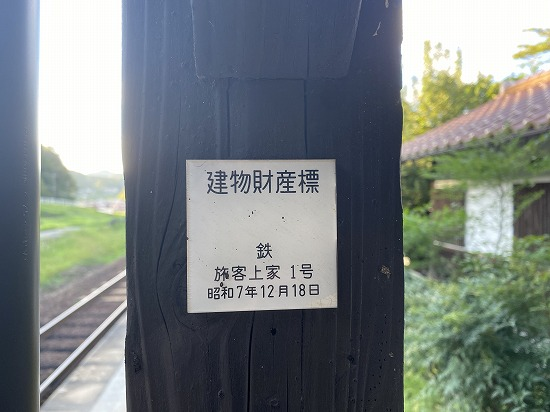 建物財産標
鉄
旅客上家 1号
昭和7年12月18日